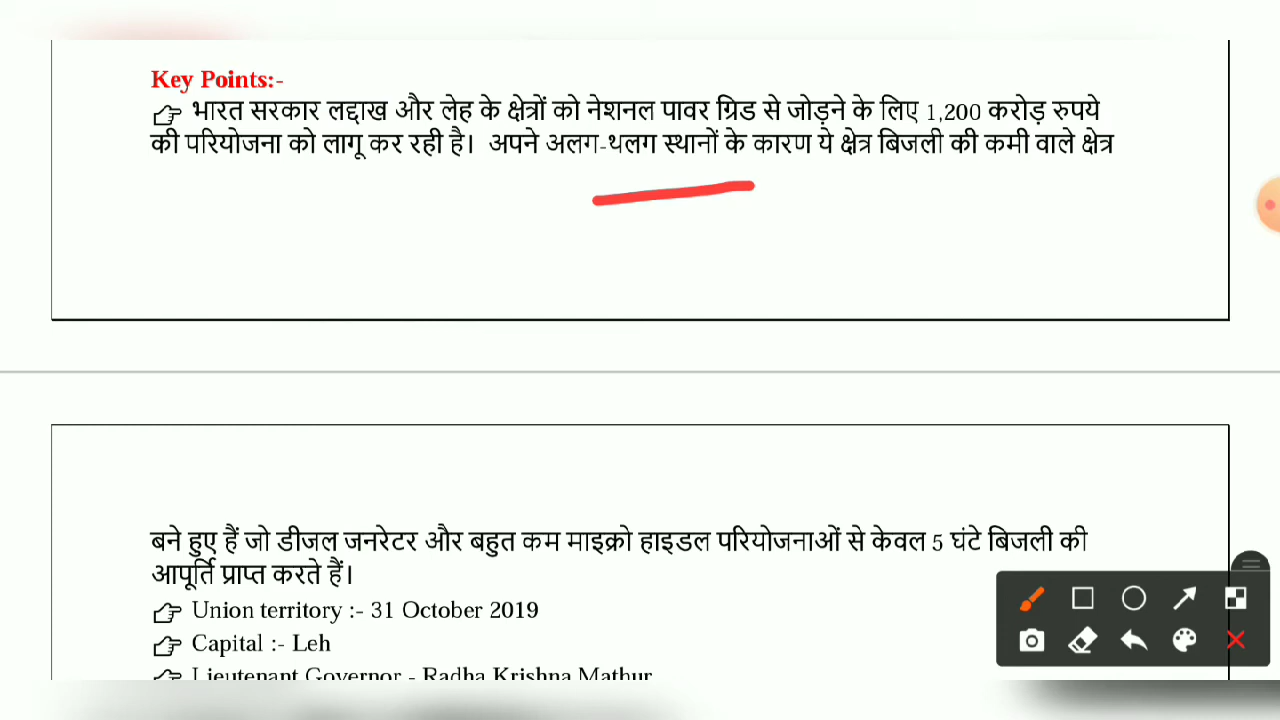 Key Points:-
भारत सरकार लद्दाख और लेह के क्षेत्रों को नेशनल पावर ग्रिड से जोड़ने के लिए 1,200 करोड़ रुपये
की परियोजना को लागू कर रही है। अपने अलग-थलग स्थानों के कारण ये क्षेत्र बिजली की कमी वाले क्षेत्र
बने हुए हैं जो डीजल जनरेटर और बहुत कम माइक्रो हाइडल परियोजनाओं से केवल 5 घंटे बिजली की
आपूर्ति प्राप्त करते हैं।
Union territory :- 31 October 2019
Capital :- Leh
Lieutenant Governor - Radha Krishna Mathur